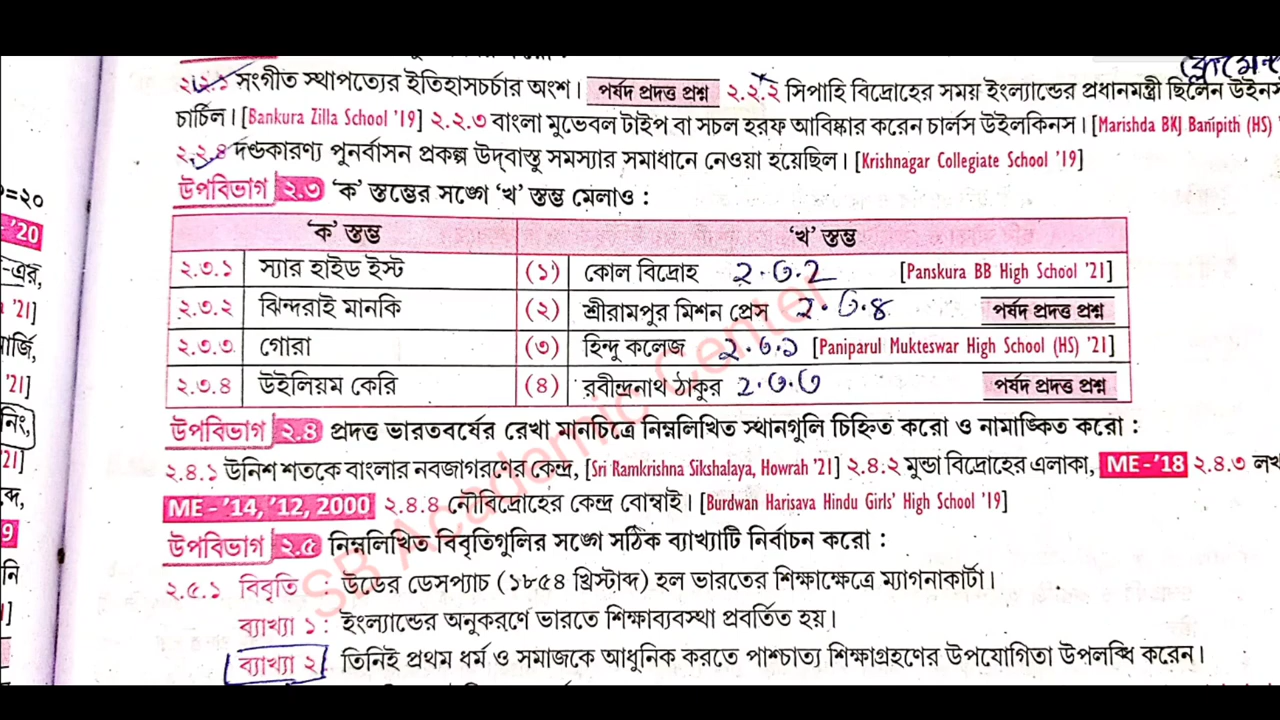 ২.২.১ সংগীত স্থাপত্যের ইতিহাসচর্চার অংশ। পর্ষদ প্রদত্ত প্রশ্ন ২.২.২ সিপাহি বিদ্রোহের সময় ইংল্যান্ডের প্রধানমন্ত্রী ছিলেন উইনস
চার্চিল। [Bankura Zilla School '19] ২.২.৩ বাংলা মুভেবল টাইপ বা সচল হরফ আবিষ্কার করেন চার্লস উইলকিনস। [Marishda BKJ Banipith (HS)
২.২.৪ দণ্ডকারণ্য পুনর্বাসন প্রকল্প উদ্‌বাস্তু সমস্যার সমাধানে নেওয়া হয়েছিল। [Krishnagar Collegiate School '19]
উপবিভাগ ২.৩ 'ক' স্তম্ভের সঙ্গে 'খ' স্তম্ভ মেলাও :
=২০
'20
'ক' স্তম্ভ 'খ' স্তম্ভ
-এর,
২.৩.১ স্যার হাইড ইস্ট (১) কোল বিদ্রোহ ২.৩.২ [Panskura BB High School '21]
'21]
২.৩.২ ঝিন্দরাই মানকি (২) শ্রীরামপুর মিশন প্রেস ২.৩.৪ পর্ষদ প্রদত্ত প্রশ্ন
২.৩.৩ গোরা (৩) হিন্দু কলেজ ২.৩.১ [Paniparul Mukteswar High School (HS) '21]
২.৩.৪ উইলিয়ম কেরি (৪) রবীন্দ্রনাথ ঠাকুর ২.৩.৩ পর্ষদ প্রদত্ত প্রশ্ন
'21]
উপবিভাগ ২.৪ প্রদত্ত ভারতবর্ষের রেখা মানচিত্রে নিম্নলিখিত স্থানগুলি চিহ্নিত করো ও নামাঙ্কিত করো :
২.৪.১ উনিশ শতকে বাংলার নবজাগরণের কেন্দ্র, [Sri Ramkrishna Sikshalaya, Howrah '21] ২.৪.২ মুন্ডা বিদ্রোহের এলাকা, ME-'18 ২.৪.৩ লখ
'21]
ME - '14, '12, 2000 ২.৪.৪ নৌবিদ্রোহের কেন্দ্র বোম্বাই। [Burdwan Harisava Hindu Girls' High School '19]
উপবিভাগ ২.৫ নিম্নলিখিত বিবৃতিগুলির সঙ্গে সঠিক ব্যাখ্যাটি নির্বাচন করো :
২.৫.১ বিবৃতি : উডের ডেসপ্যাচ (১৮৫৪ খ্রিস্টাব্দ) হল ভারতের শিক্ষাক্ষেত্রে ম্যাগনাকার্টা।
ব্যাখ্যা ১ : ইংল্যান্ডের অনুকরণে ভারতে শিক্ষাব্যবস্থা প্রবর্তিত হয়।
ব্যাখ্যা ২ : তিনিই প্রথম ধর্ম ও সমাজকে আধুনিক করতে পাশ্চাত্য শিক্ষাগ্রহণের উপযোগিতা উপলব্ধি করেন।
SB Academic Center